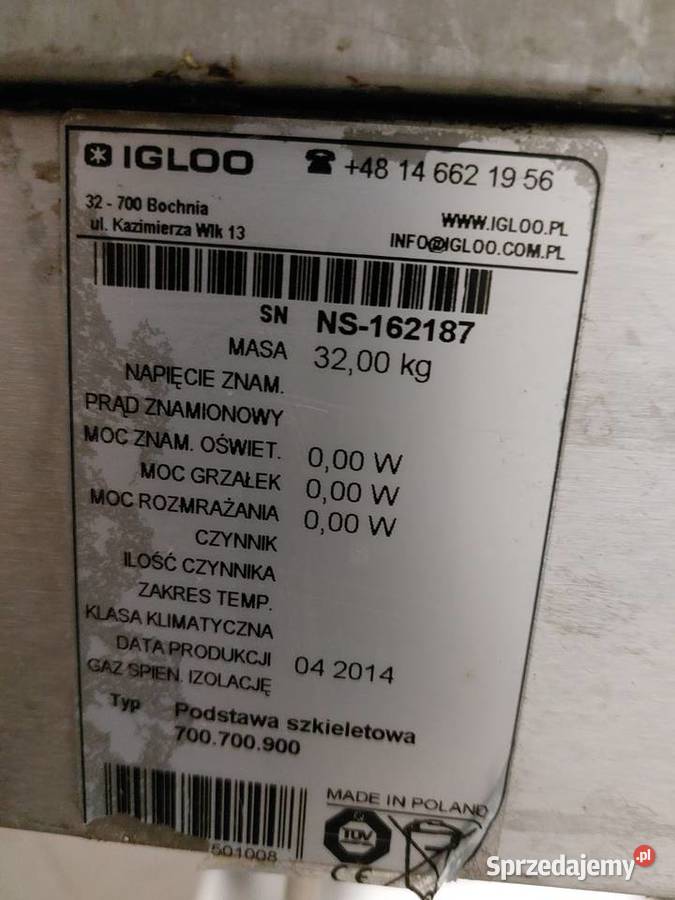 IGLOO ☎ +48 14 662 19 56
32 - 700 Bochnia
ul. Kazimierza Wlk 13
WWW.IGLOO.PL
INFO@IGLOO.COM.PL
SN NS-162187
MASA 32,00 kg
NAPIĘCIE ZNAM.
PRĄD ZNAMIONOWY
MOC ZNAM. OŚWIET. 0,00 W
MOC GRZAŁEK 0,00 W
MOC ROZMRAŻANIA 0,00 W
CZYNNIK
ILOŚĆ CZYNNIKA
ZAKRES TEMP.
KLASA KLIMATYCZNA
DATA PRODUKCJI 04 2014
GAZ SPIEN. IZOLACJĘ
Typ Podstawa szkieletowa
700.700.900
MADE IN POLAND
TÜV
501008
CE
Sprzedajemy.pl